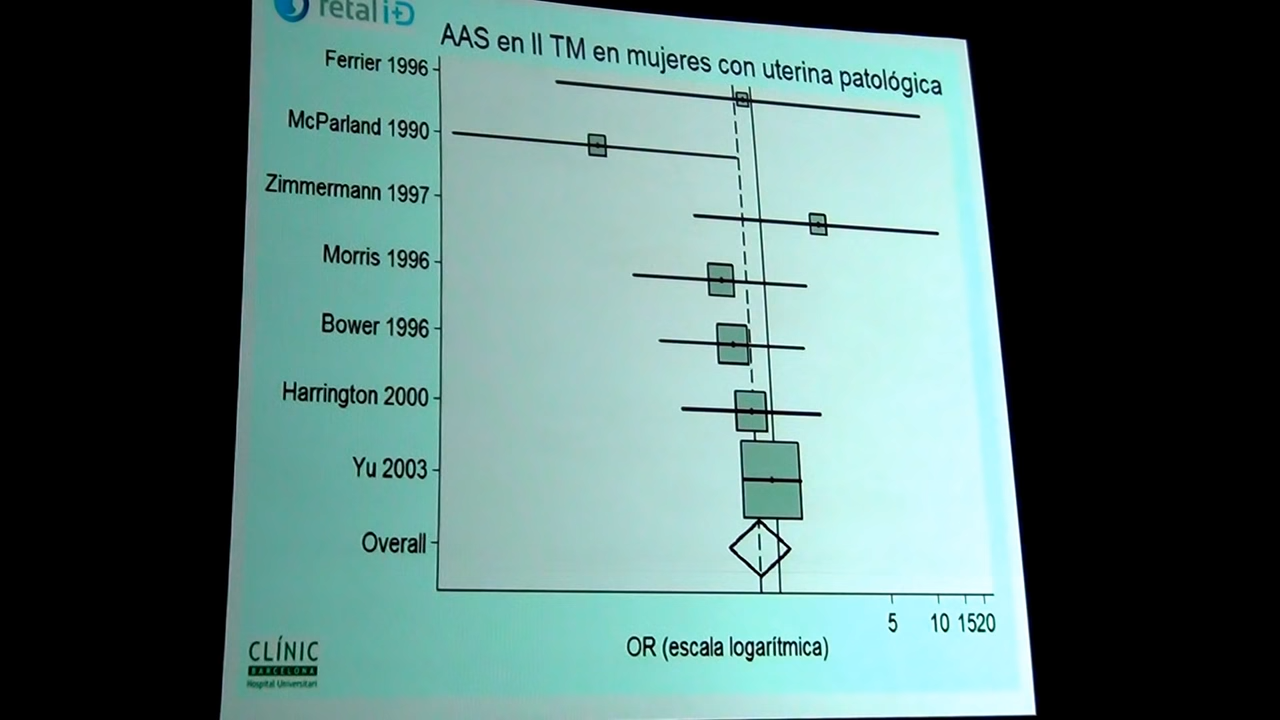 retal i+D
AAS en II TM en mujeres con uterina patológica
Ferrier 1996
McParland 1990
Zimmermann 1997
Morris 1996
Bower 1996
Harrington 2000
Yu 2003
Overall
5 10 15 20
OR (escala logarítmica)
CLÍNIC
BARCELONA
Hospital Universitari